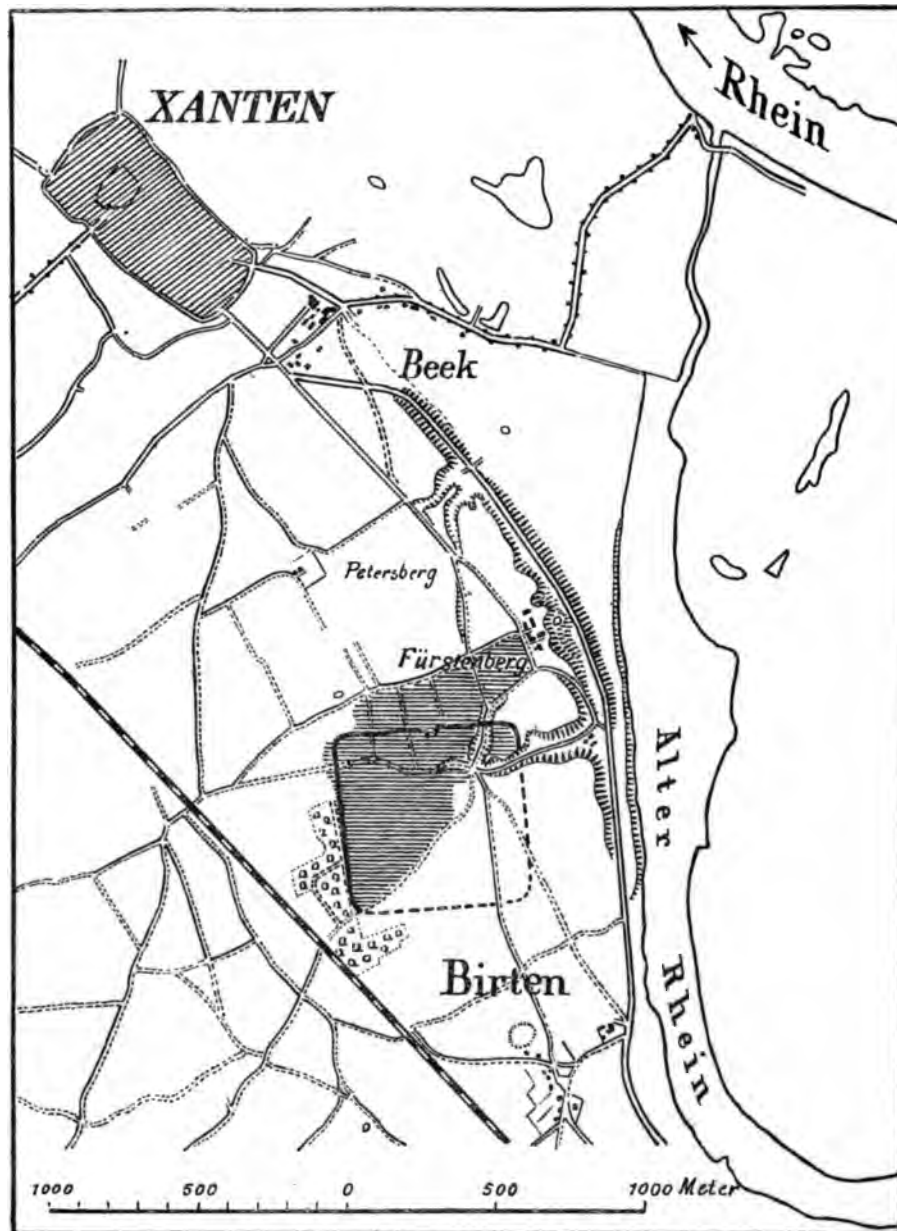 XANTEN
Rhein
Beek
Petersberg
Fürstenberg
Alter
Rhein
Birten
1000 500 0 500 1000 Meter